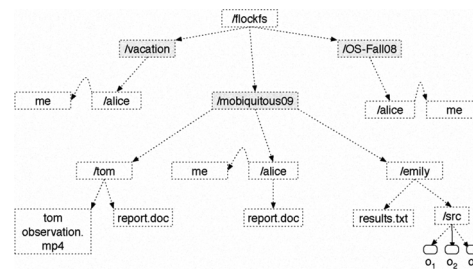 /flockfs
/vacation
/OS-Fall08
me
/alice
/mobiquitous09
/alice
me
/tom
me
/alice
/emily
tom
observation.
mp4
report.doc
report.doc
results.txt
/src
o1
o2